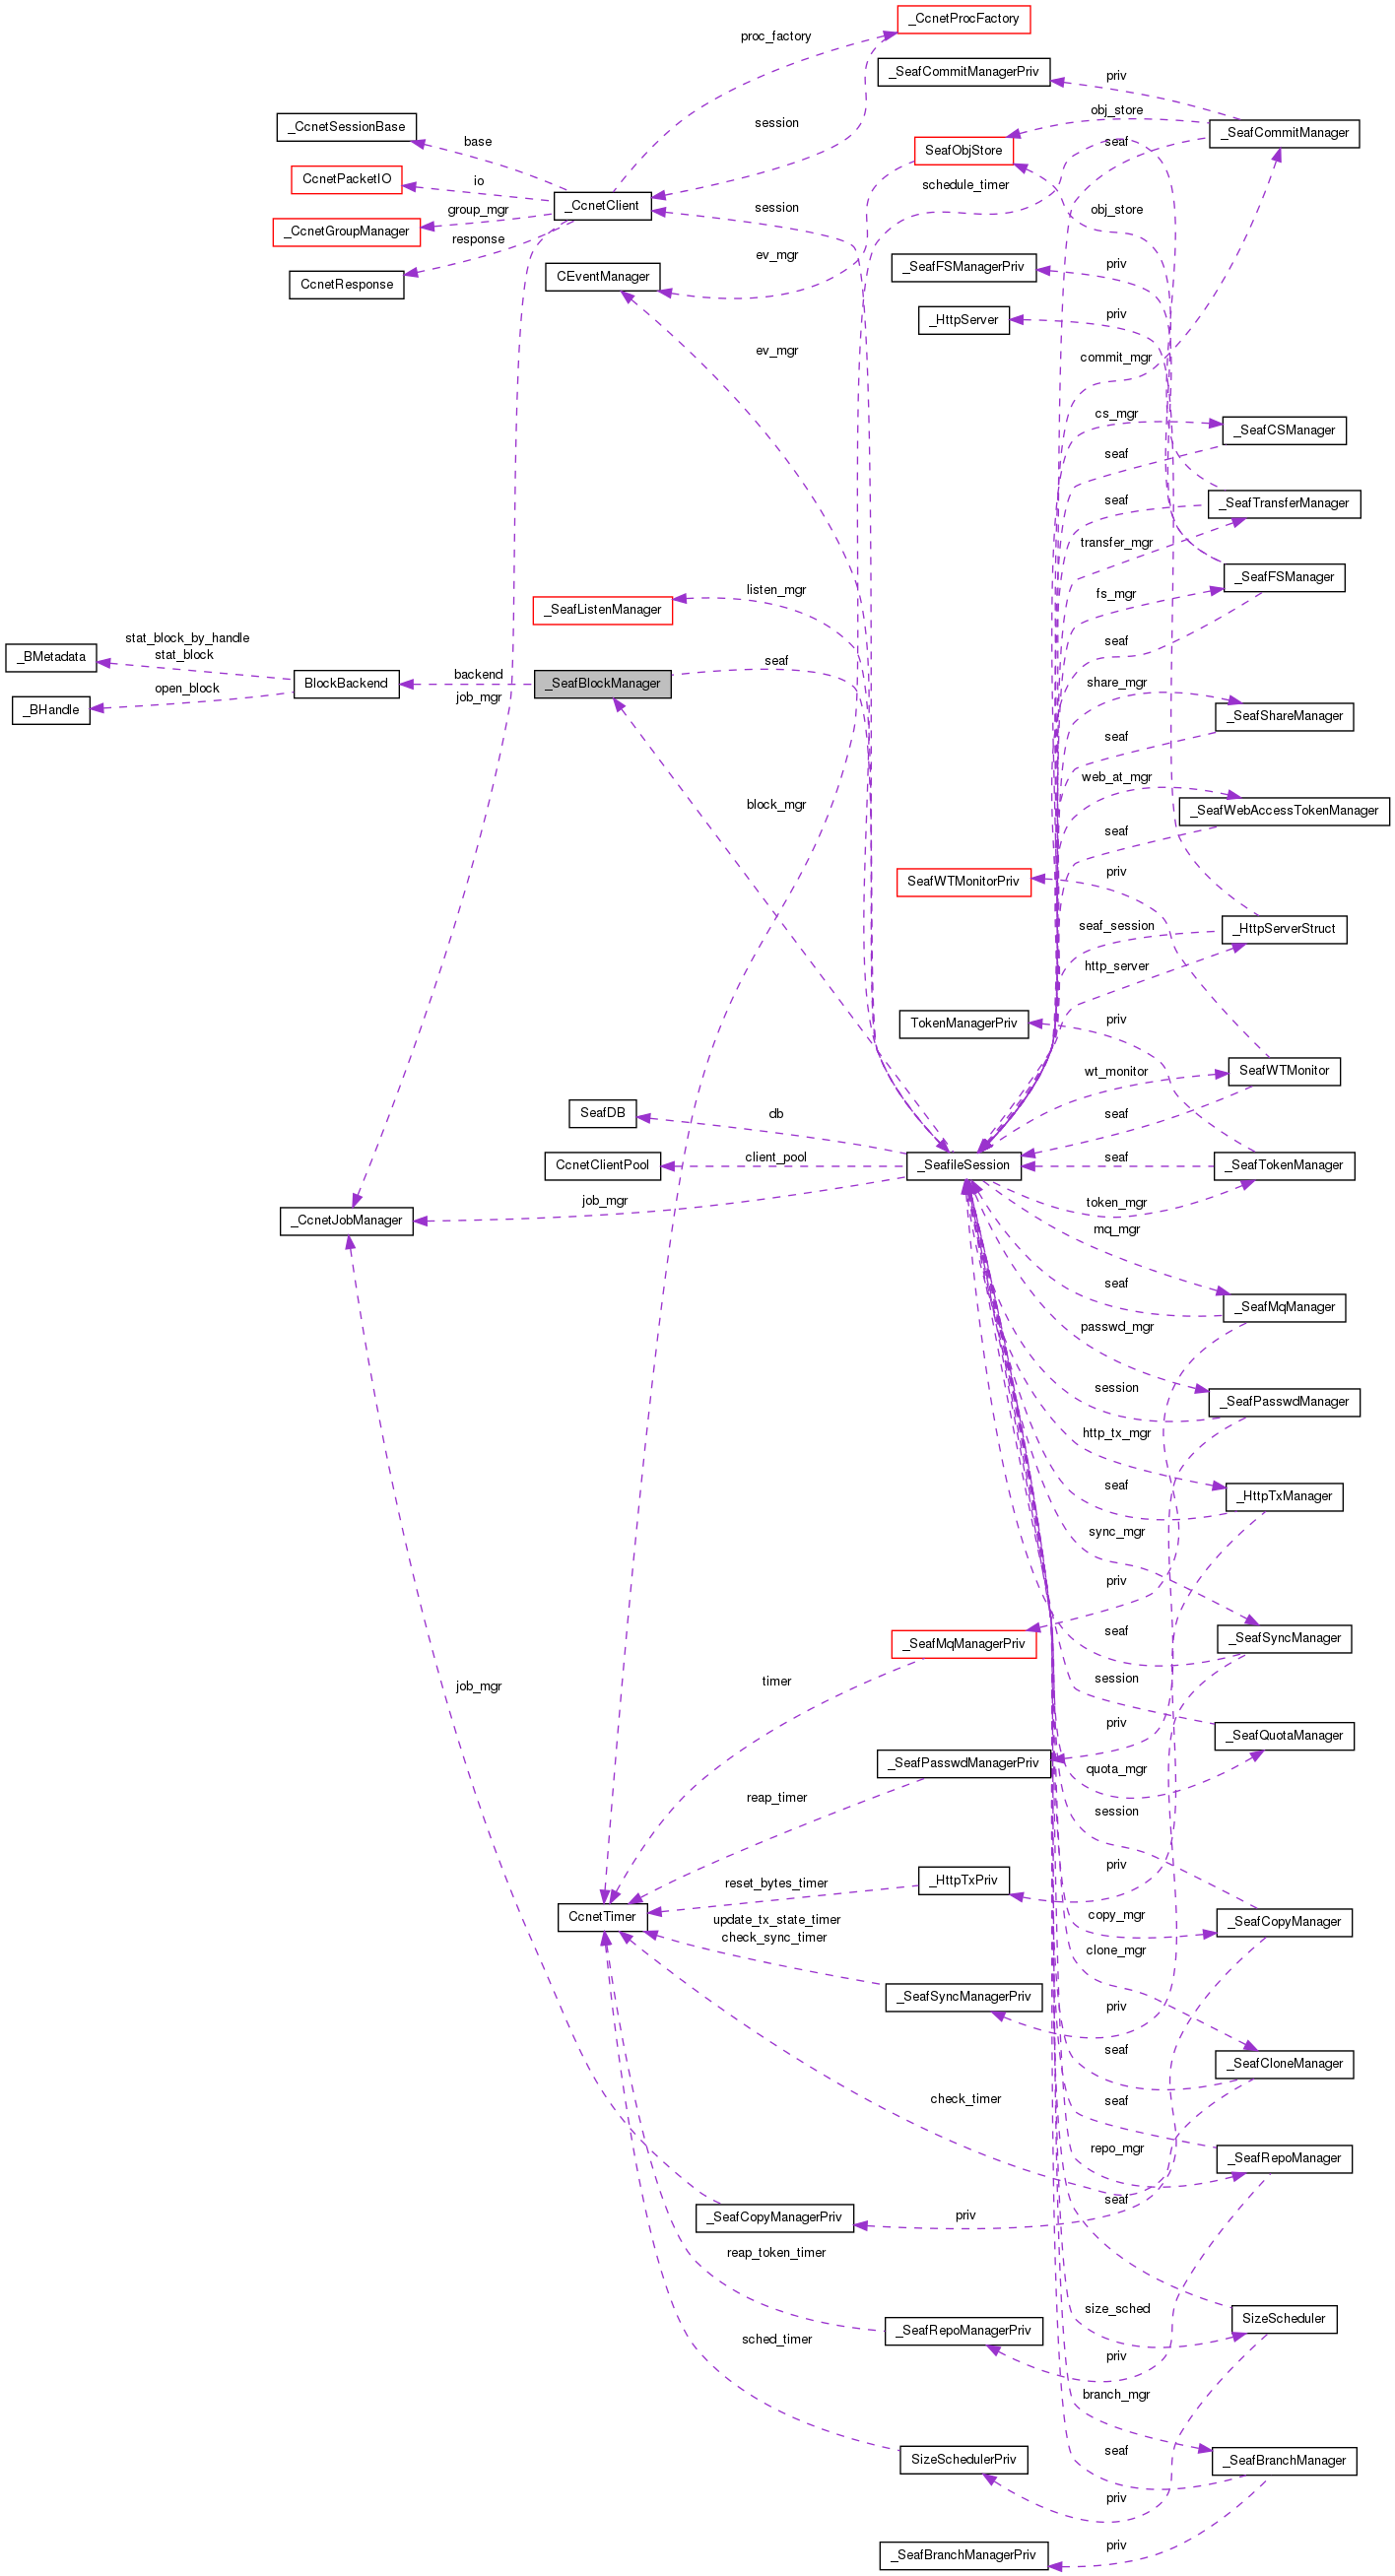 _CcnetProcFactory
proc_factory
_SeafCommitManagerPriv
priv
obj_store
session
_CcnetSessionBase
_SeafCommitManager
base
seaf
SeafObjStore
CcnetPacketIO
io
schedule_timer
_CcnetClient
group_mgr
session
obj_store
_CcnetGroupManager
response
ev_mgr
priv
_SeafFSManagerPriv
CEventManager
CcnetResponse
priv
_HttpServer
ev_mgr
commit_mgr
cs_mgr
_SeafCSManager
seaf
seaf
_SeafTransferManager
transfer_mgr
_SeafFSManager
listen_mgr
fs_mgr
_SeafListenManager
stat_block_by_handle
stat_block
seaf
_BMetadata
seaf
backend
BlockBackend
_SeafBlockManager
share_mgr
open_block
job_mgr
_BHandle
_SeafShareManager
seaf
web_at_mgr
block_mgr
_SeafWebAccessTokenManager
seaf
priv
SeafWTMonitorPriv
seaf_session
_HttpServerStruct
http_server
priv
TokenManagerPriv
wt_monitor
SeafWTMonitor
db
seaf
SeafDB
client_pool
seaf
CcnetClientPool
_SeafileSession
_SeafTokenManager
job_mgr
token_mgr
_CcnetJobManager
mq_mgr
seaf
_SeafMqManager
passwd_mgr
session
_SeafPasswdManager
http_tx_mgr
seaf
_HttpTxManager
sync_mgr
priv
seaf
_SeafSyncManager
_SeafMqManagerPriv
timer
job_mgr
session
priv
_SeafQuotaManager
_SeafPasswdManagerPriv
quota_mgr
reap_timer
session
priv
reset_bytes_timer
_HttpTxPriv
CcnetTimer
update_tx_state_timer
check_sync_timer
copy_mgr
_SeafCopyManager
clone_mgr
_SeafSyncManagerPriv
priv
seaf
_SeafCloneManager
check_timer
seaf
repo_mgr
_SeafRepoManager
seaf
priv
_SeafCopyManagerPriv
reap_token_timer
size_sched
SizeScheduler
_SeafRepoManagerPriv
sched_timer
priv
branch_mgr
seaf
SizeSchedulerPriv
_SeafBranchManager
priv
priv
_SeafBranchManagerPriv